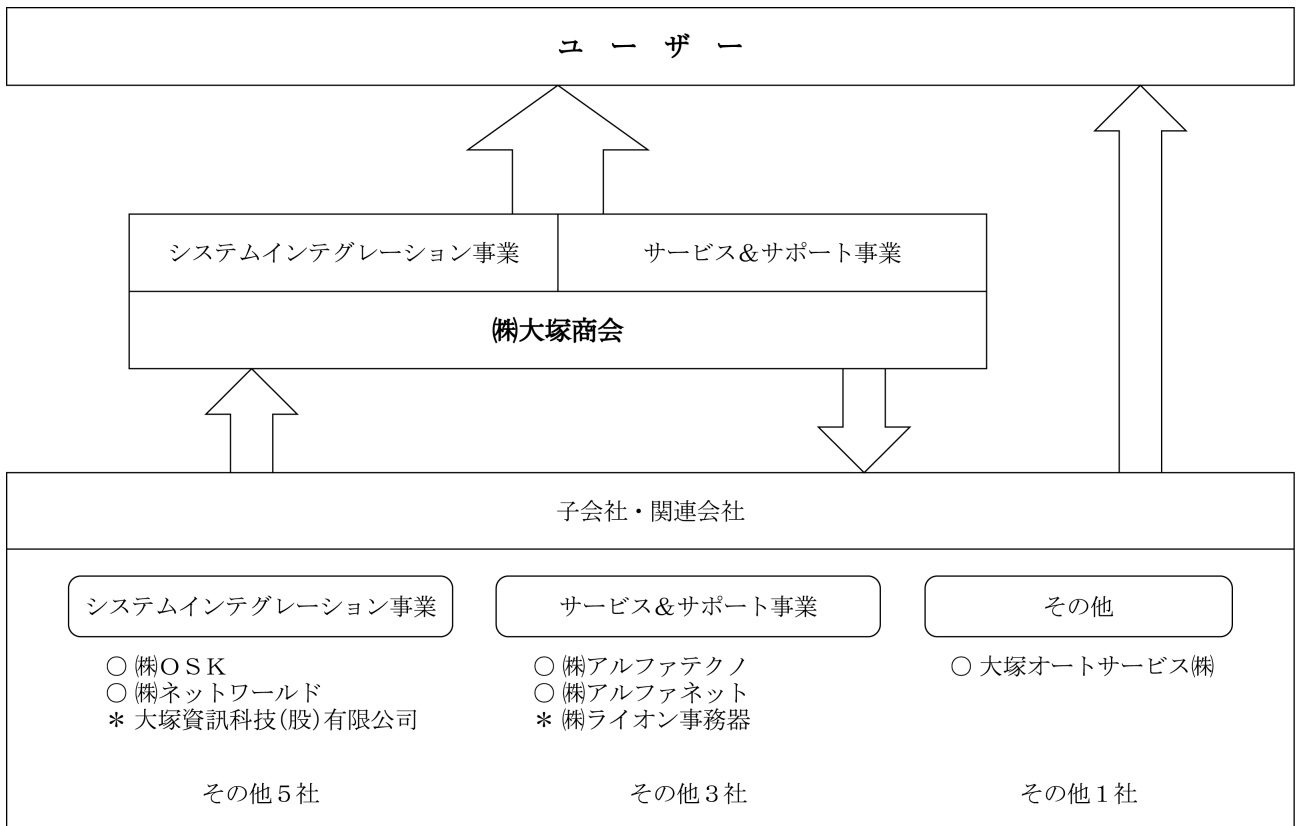 ユーザー
システムインテグレーション事業
サービス＆サポート事業
㈱大塚商会
子会社・関連会社
システムインテグレーション事業
サービス＆サポート事業
その他
○ ㈱ＯＳＫ
○ ㈱ネットワールド
＊ 大塚資訊科技(股)有限公司
○ ㈱アルファテクノ
○ ㈱アルファネット
＊ ㈱ライオン事務器
○ 大塚オートサービス㈱
その他５社
その他３社
その他１社